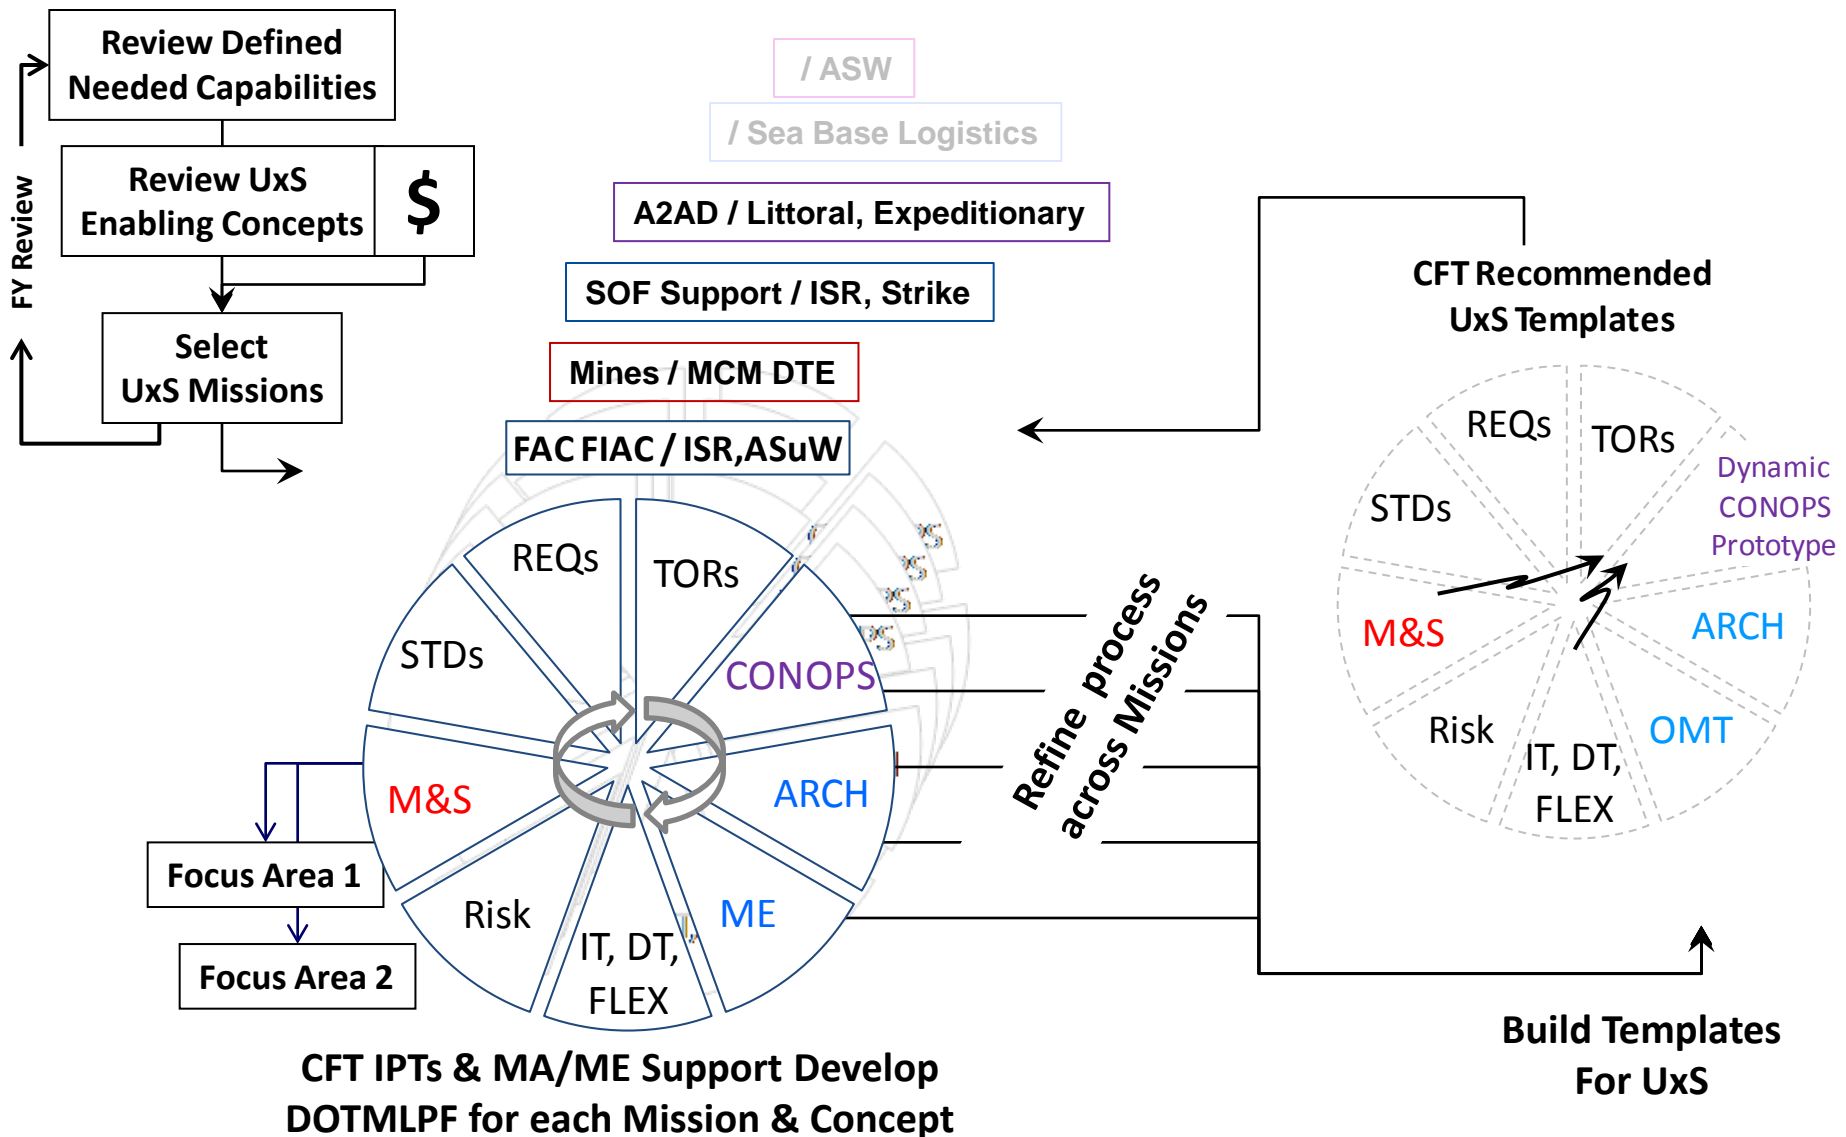 Review Defined
Needed Capabilities
Review UxS
Enabling Concepts
$
FY Review
Select
UxS Missions
/ ASW
/ Sea Base Logistics
A2AD / Littoral, Expeditionary
SOF Support / ISR, Strike
Mines / MCM DTE
FAC FIAC / ISR,ASuW
REQs
TORs
STDs
CONOPS
M&S
ARCH
Risk
IT, DT,
FLEX
ME
Focus Area 1
Focus Area 2
CFT IPTs & MA/ME Support Develop
DOTMLPF for each Mission & Concept
Refine process
across Missions
CFT Recommended
UxS Templates
REQs
TORs
STDs
Dynamic
CONOPS
Prototype
M&S
ARCH
Risk
OMT
IT, DT,
FLEX
Build Templates
For UxS